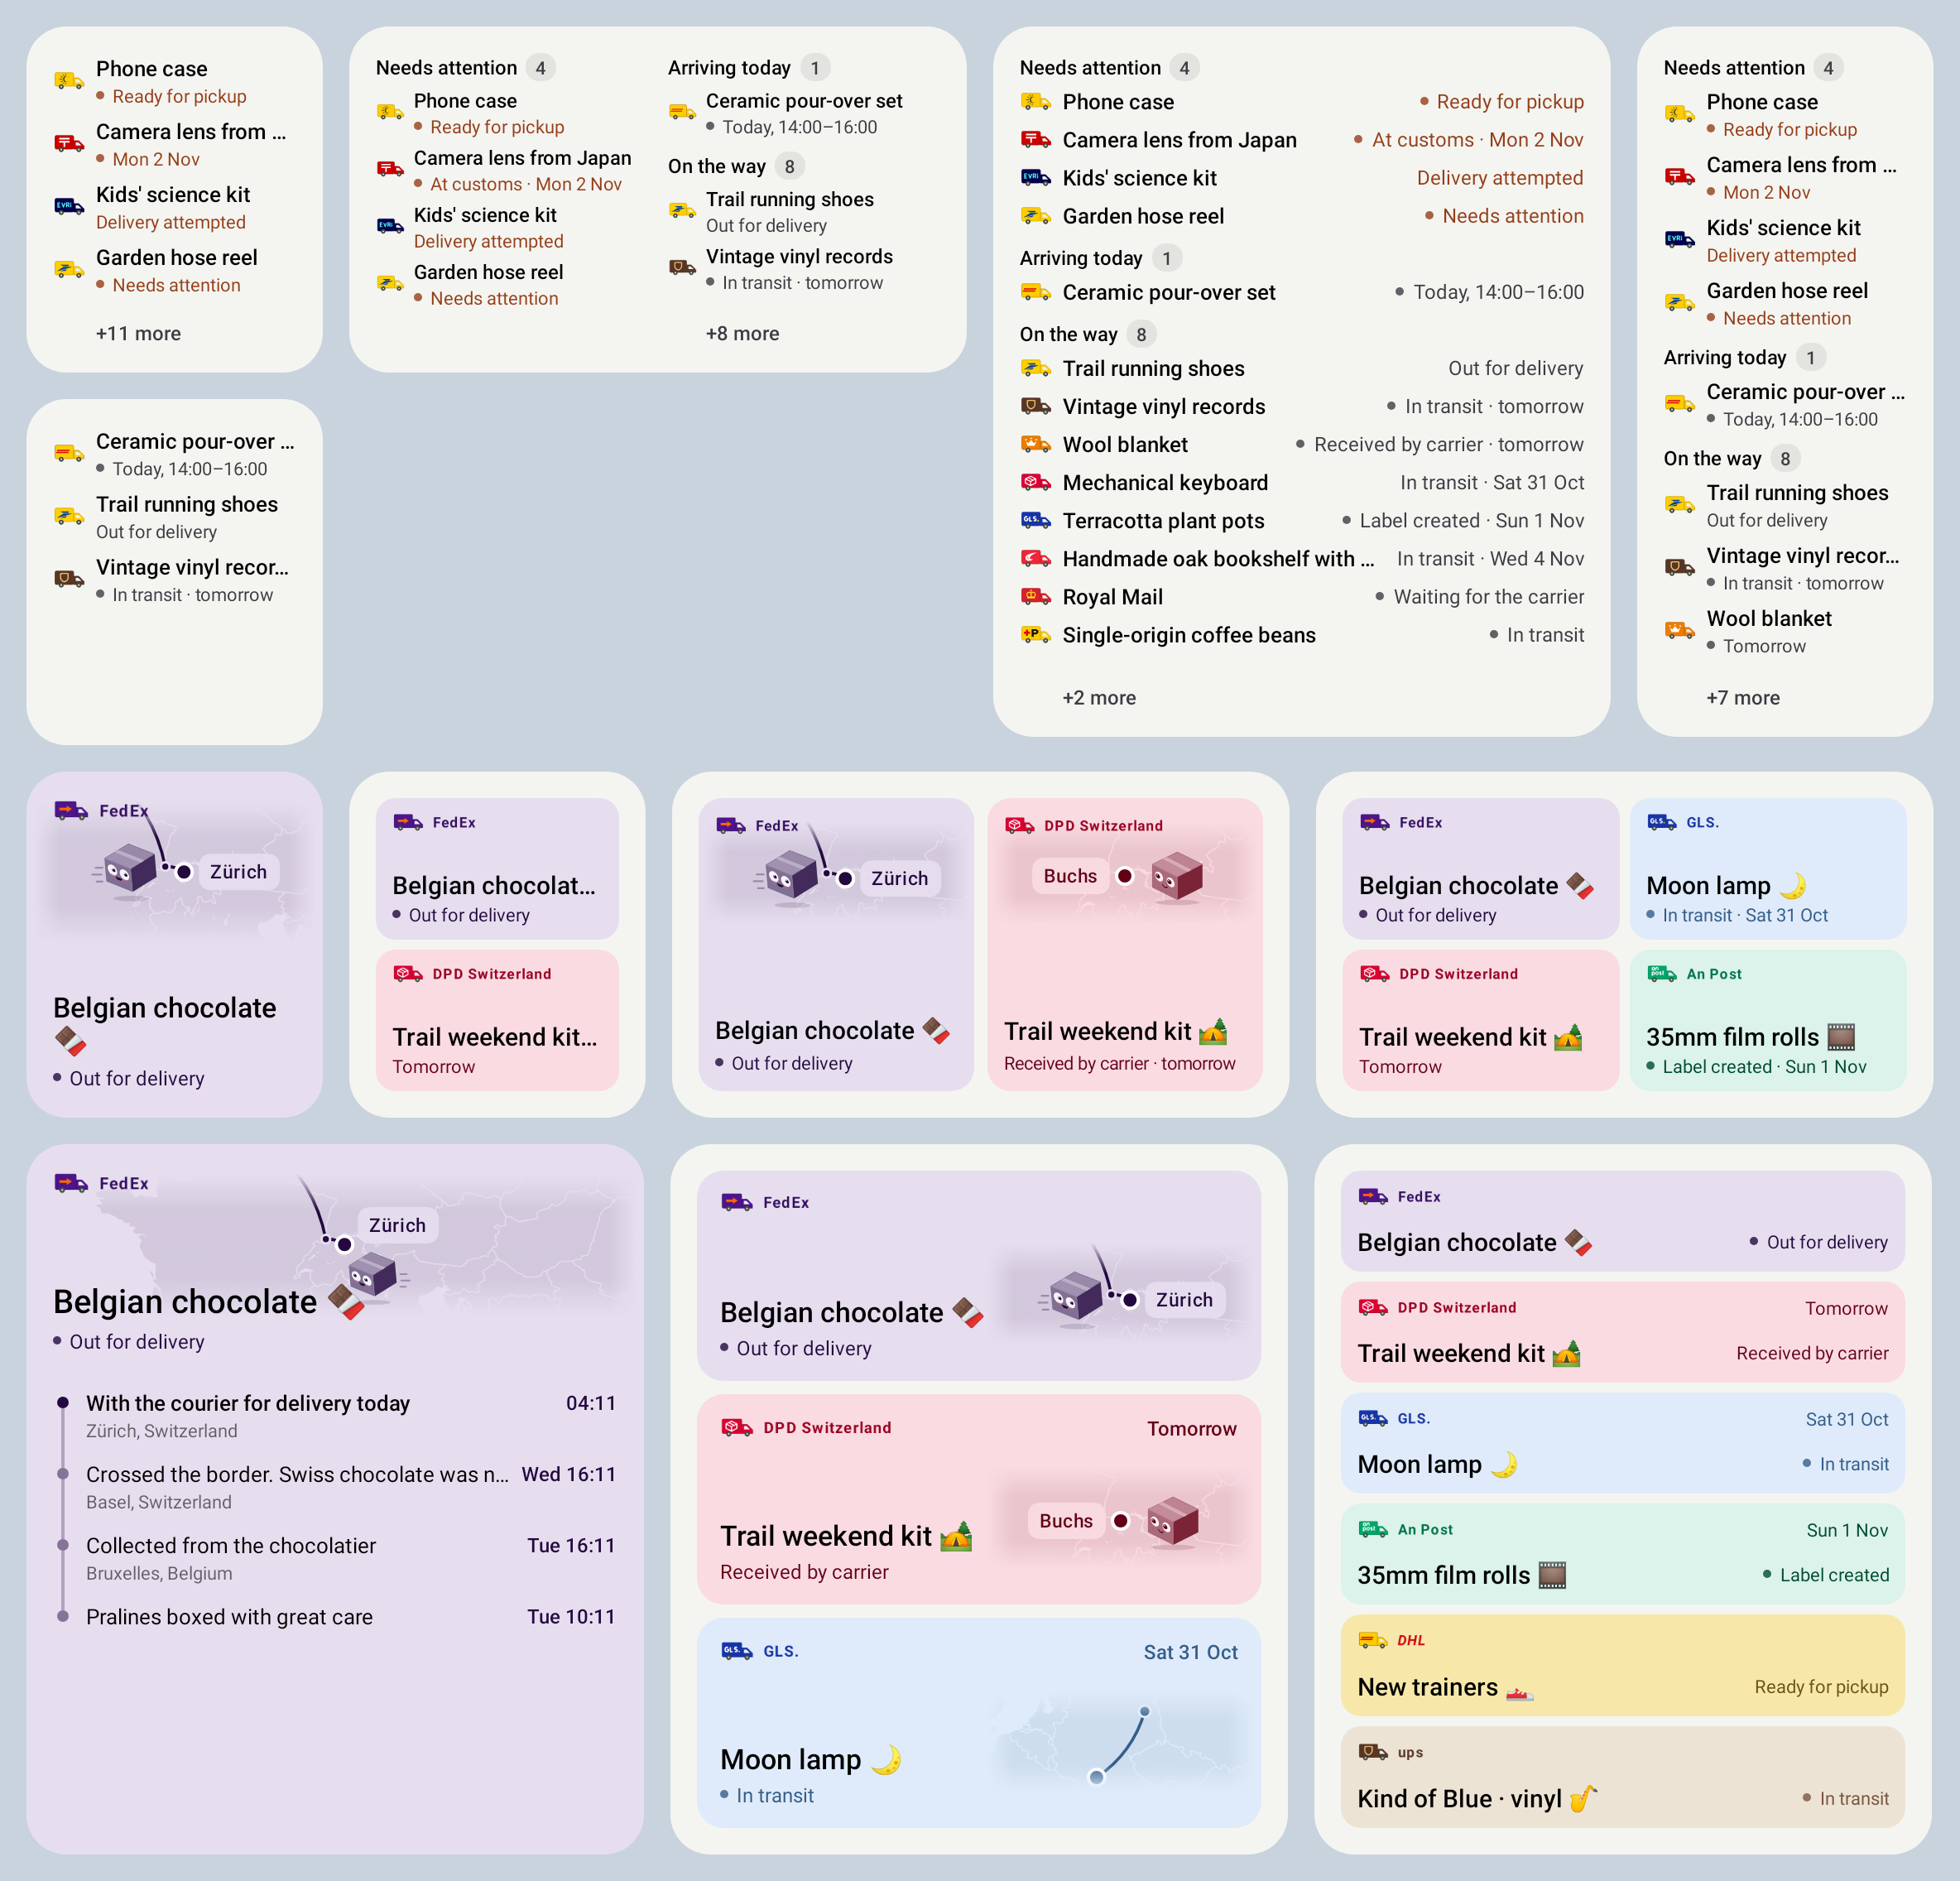 Phone case
Ready for pickup
Camera lens from ...
Mon 2 Nov
Kids' science kit
Delivery attempted
Garden hose reel
Needs attention
+11 more
Needs attention 4
Phone case
Ready for pickup
Camera lens from Japan
At customs · Mon 2 Nov
Kids' science kit
Delivery attempted
Garden hose reel
Needs attention
Arriving today 1
Ceramic pour-over set
Today, 14:00–16:00
On the way 8
Trail running shoes
Out for delivery
Vintage vinyl records
In transit · tomorrow
+8 more
Needs attention 4
Phone case Ready for pickup
Camera lens from Japan At customs · Mon 2 Nov
EVRi Kids' science kit Delivery attempted
Garden hose reel Needs attention
Arriving today 1
Ceramic pour-over set Today, 14:00–16:00
On the way 8
Trail running shoes Out for delivery
Vintage vinyl records In transit · tomorrow
Wool blanket Received by carrier · tomorrow
Mechanical keyboard In transit · Sat 31 Oct
GLS. Terracotta plant pots Label created · Sun 1 Nov
Handmade oak bookshelf with ... In transit · Wed 4 Nov
Royal Mail Waiting for the carrier
Single-origin coffee beans In transit
+2 more
Needs attention 4
Phone case
Ready for pickup
Camera lens from ...
Mon 2 Nov
Kids' science kit
Delivery attempted
Garden hose reel
Needs attention
Arriving today 1
Ceramic pour-over ...
Today, 14:00–16:00
On the way 8
Trail running shoes
Out for delivery
Vintage vinyl recor...
In transit · tomorrow
Wool blanket
Tomorrow
+7 more
Ceramic pour-over ...
Today, 14:00–16:00
Trail running shoes
Out for delivery
Vintage vinyl recor...
In transit · tomorrow
FedEx
Zürich
Belgian chocolate
Out for delivery
FedEx
Belgian chocolat...
Out for delivery
DPD Switzerland
Trail weekend kit...
Tomorrow
FedEx
Zürich
Belgian chocolate
Out for delivery
DPD Switzerland
Buchs
Trail weekend kit
Received by carrier · tomorrow
FedEx
Belgian chocolate
Out for delivery
GLS.
Moon lamp
In transit · Sat 31 Oct
DPD Switzerland
Trail weekend kit
Tomorrow
An Post
35mm film rolls
Label created · Sun 1 Nov
FedEx
Zürich
Belgian chocolate
Out for delivery
With the courier for delivery today 04:11
Zürich, Switzerland
Crossed the border. Swiss chocolate was n... Wed 16:11
Basel, Switzerland
Collected from the chocolatier Tue 16:11
Bruxelles, Belgium
Pralines boxed with great care Tue 10:11
FedEx
Zürich
Belgian chocolate
Out for delivery
DPD Switzerland Tomorrow
Buchs
Trail weekend kit
Received by carrier
GLS. Sat 31 Oct
Moon lamp
In transit
FedEx
Belgian chocolate Out for delivery
DPD Switzerland Tomorrow
Trail weekend kit Received by carrier
GLS. Sat 31 Oct
Moon lamp In transit
An Post Sun 1 Nov
35mm film rolls Label created
DHL
New trainers Ready for pickup
ups
Kind of Blue · vinyl In transit